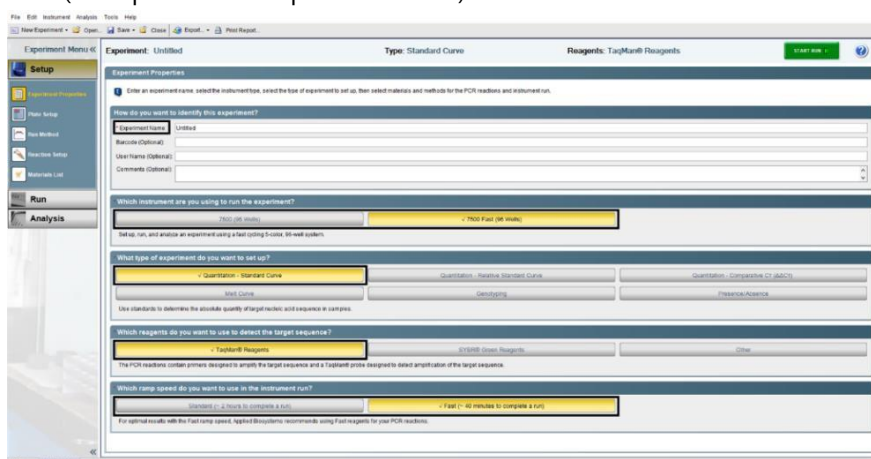 File Edit Instrument Analysis Tools Help
New Experiment Open... Save Close Export... Print Report...
Experiment Menu «
Experiment: Untitled Type: Standard Curve Reagents: TaqMan® Reagents START RUN
Setup
Experiment Properties
Plate Setup
Run Method
Reaction Setup
Materials List
Run
Analysis
«
Experiment Properties
Enter an experiment name, select the instrument type, select the type of experiment to set up, then select materials and methods for the PCR reactions and instrument run.
How do you want to identify this experiment?
* Experiment Name: Untitled
Barcode (Optional):
User Name (Optional):
Comments (Optional):
Which instrument are you using to run the experiment?
7500 (96 Wells) ✓ 7500 Fast (96 Wells)
Set up, run, and analyze an experiment using a fast cycling 5-color, 96-well system.
What type of experiment do you want to set up?
✓ Quantitation - Standard Curve Quantitation - Relative Standard Curve Quantitation - Comparative CT (ΔΔCT)
Melt Curve Genotyping Presence/Absence
Use standards to determine the absolute quantity of target nucleic acid sequence in samples.
Which reagents do you want to use to detect the target sequence?
✓ TaqMan® Reagents SYBR® Green Reagents Other
The PCR reactions contain primers designed to amplify the target sequence and a TaqMan® probe designed to detect amplification of the target sequence.
Which ramp speed do you want to use in the instrument run?
Standard (~ 2 hours to complete a run) ✓ Fast (~ 40 minutes to complete a run)
For optimal results with the Fast ramp speed, Applied Biosystems recommends using Fast reagents for your PCR reactions.